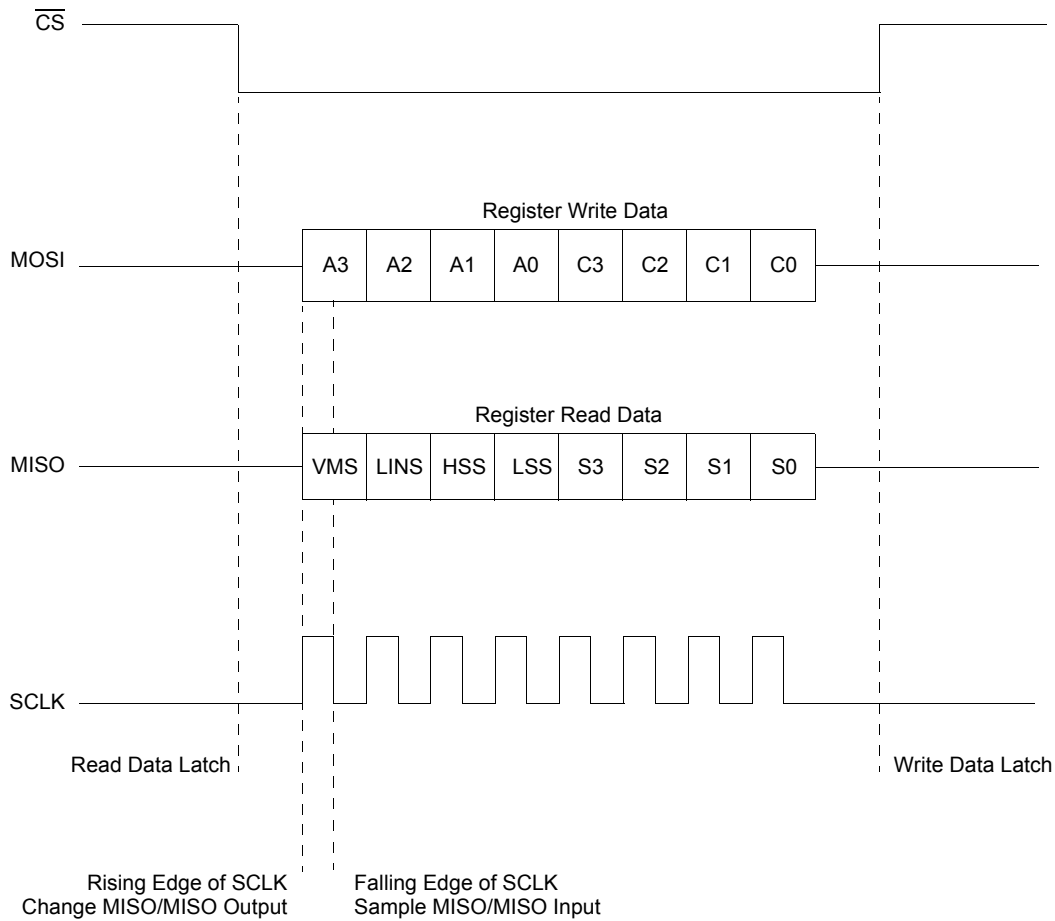 CS
Register Write Data
MOSI
A3 A2 A1 A0 C3 C2 C1 C0
Register Read Data
MISO
VMS LINS HSS LSS S3 S2 S1 S0
SCLK
Read Data Latch
Write Data Latch
Rising Edge of SCLK
Change MISO/MISO Output
Falling Edge of SCLK
Sample MISO/MISO Input